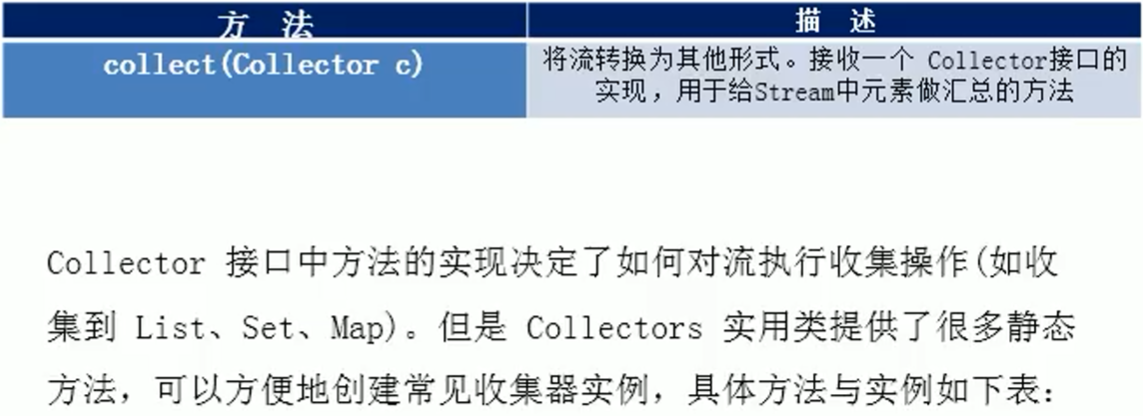 方 法 描 述
collect(Collector c) 将流转换为其他形式。接收一个 Collector接口的
实现，用于给Stream中元素做汇总的方法
Collector 接口中方法的实现决定了如何对流执行收集操作(如收
集到 List、Set、Map)。但是 Collectors 实用类提供了很多静态
方法，可以方便地创建常见收集器实例，具体方法与实例如下表：